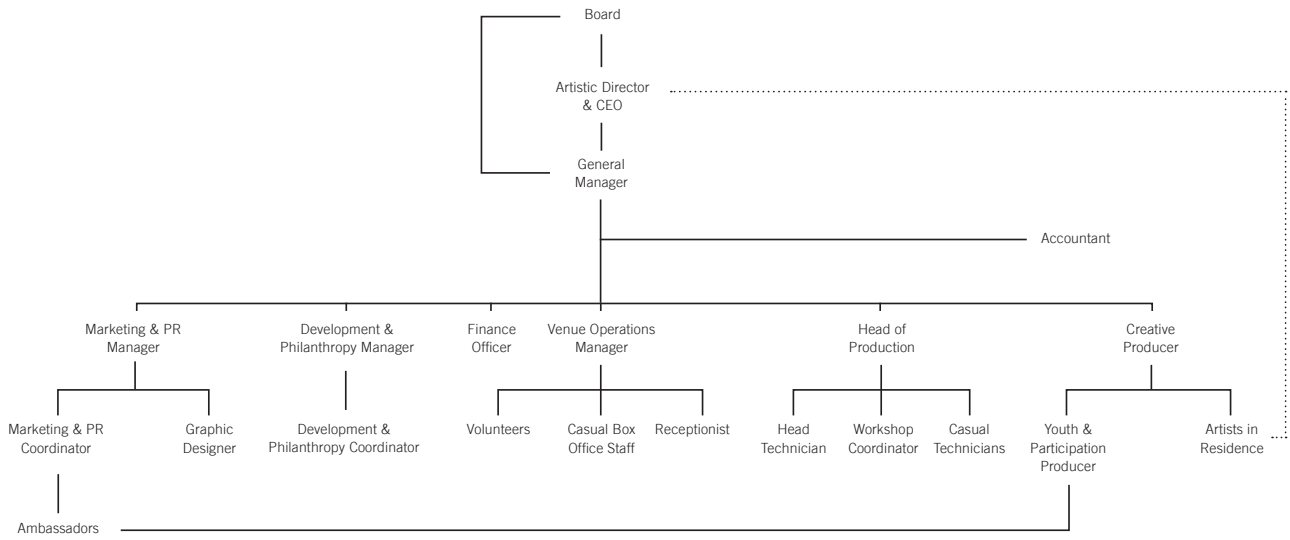 Board
Artistic Director
& CEO
General
Manager
Accountant
Marketing & PR
Manager
Development &
Philanthropy Manager
Finance
Officer
Venue Operations
Manager
Head of
Production
Creative
Producer
Marketing & PR
Coordinator
Graphic
Designer
Development &
Philanthropy Coordinator
Volunteers
Casual Box
Office Staff
Receptionist
Head
Technician
Workshop
Coordinator
Casual
Technicians
Youth &
Participation
Producer
Artists in
Residence
Ambassadors